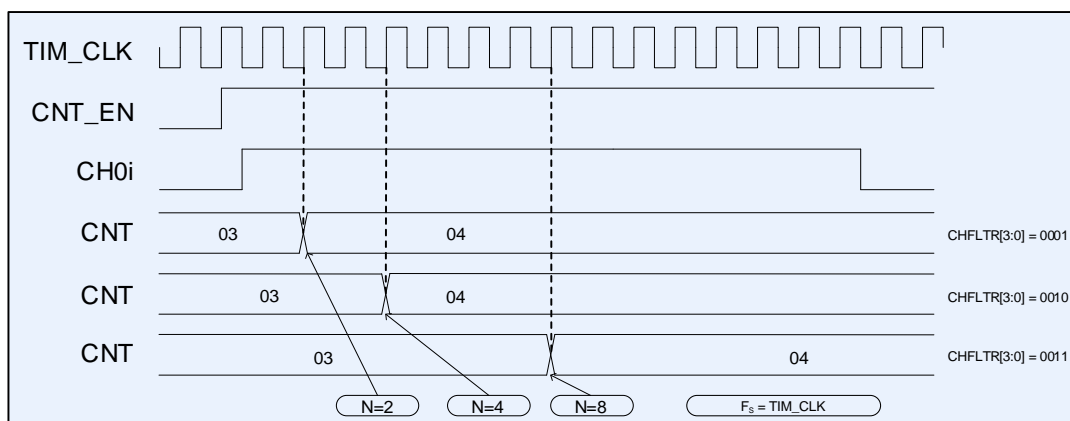 TIM_CLK
CNT_EN
CH0i
CNT 03 04 CHFLTR[3:0] = 0001
CNT 03 04 CHFLTR[3:0] = 0010
CNT 03 04 CHFLTR[3:0] = 0011
N=2 N=4 N=8 FS = TIM_CLK